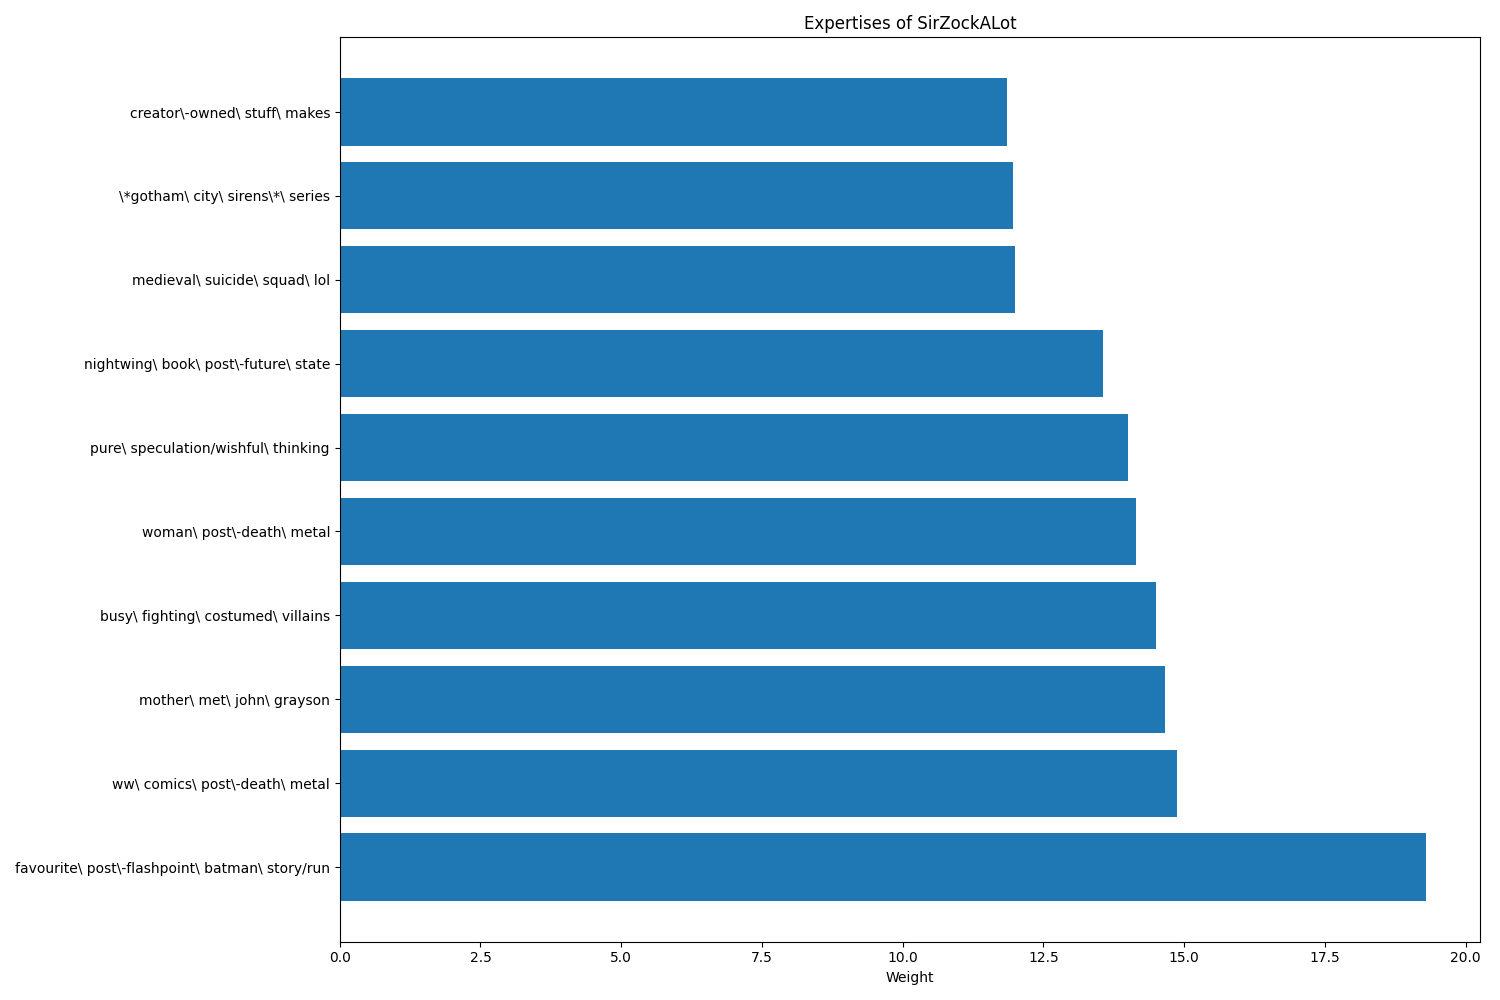 Expertises of SirZockALot
creator\-owned\ stuff\ makes
\*gotham\ city\ sirens\*\ series
medieval\ suicide\ squad\ lol
nightwing\ book\ post\-future\ state
pure\ speculation/wishful\ thinking
woman\ post\-death\ metal
busy\ fighting\ costumed\ villains
mother\ met\ john\ grayson
ww\ comics\ post\-death\ metal
favourite\ post\-flashpoint\ batman\ story/run
0.0 2.5 5.0 7.5 10.0 12.5 15.0 17.5 20.0
Weight